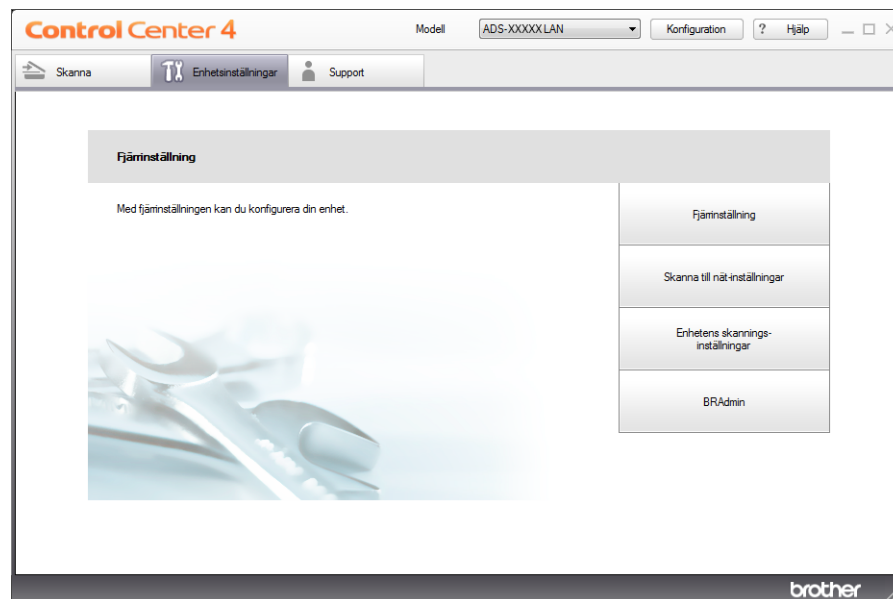 Control Center 4
Modell
ADS-XXXXX LAN
Konfiguration
? Hjälp
Skanna
Enhetsinställningar
Support
Fjärrinställning
Med fjärrinställningen kan du konfigurera din enhet.
Fjärrinställning
Skanna till nät-inställningar
Enhetens skannings-
inställningar
BRAdmin
brother